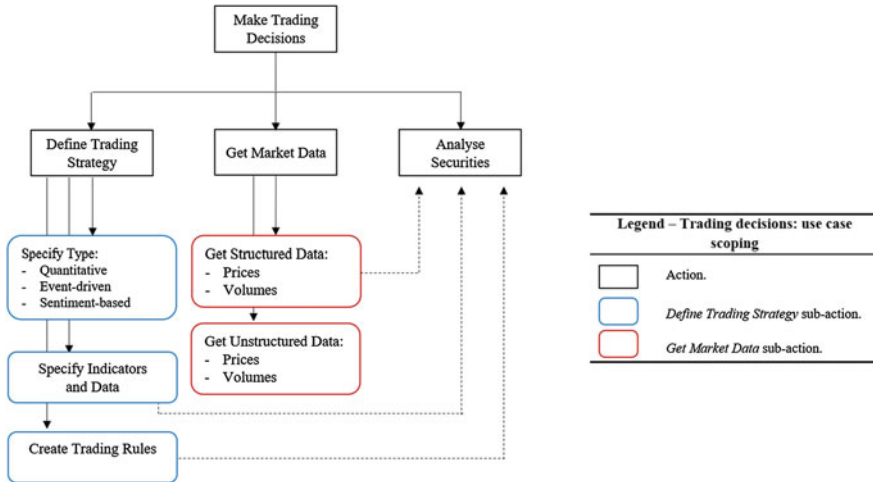 Make Trading
Decisions
Define Trading
Strategy
Get Market Data
Analyse
Securities
Specify Type:
- Quantitative
- Event-driven
- Sentiment-based
Get Structured Data:
- Prices
- Volumes
Get Unstructured Data:
- Prices
- Volumes
Specify Indicators
and Data
Create Trading Rules
Legend – Trading decisions: use case
scoping
Action.
Define Trading Strategy sub-action.
Get Market Data sub-action.